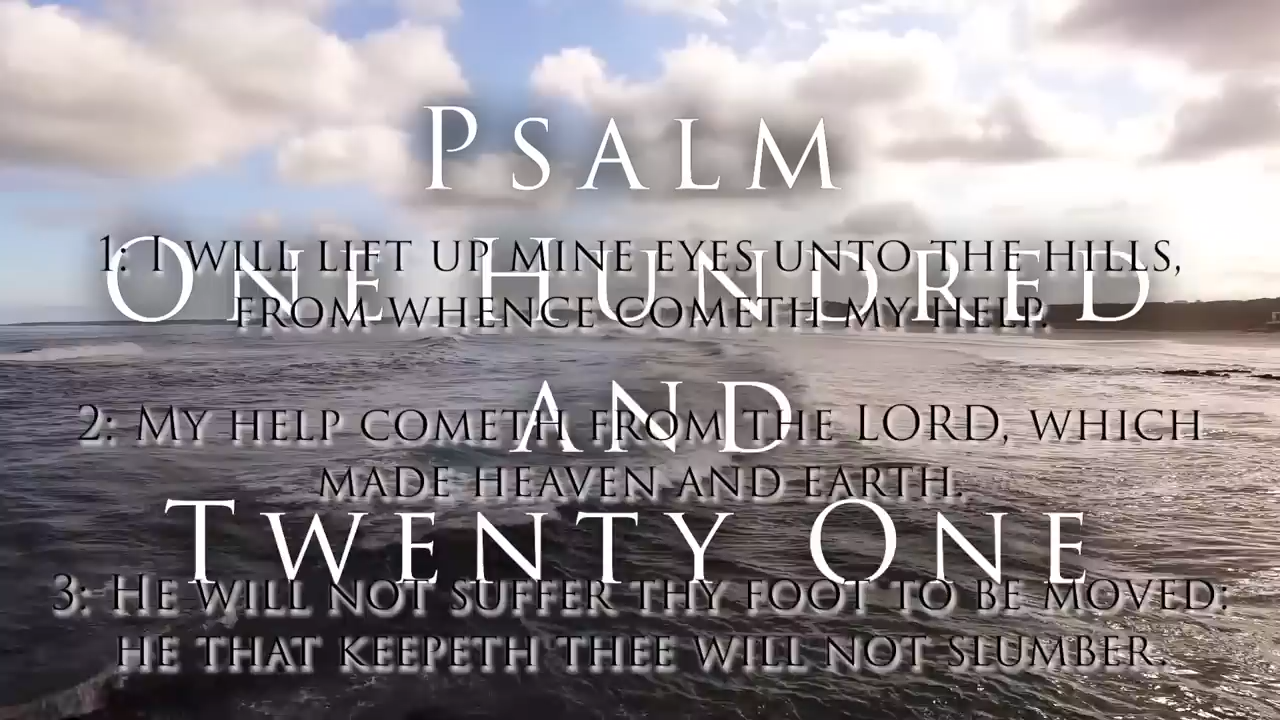 Psalm
One Hundred
and
Twenty One
1: I will lift up mine eyes unto the hills,
from whence cometh my help.
2: My help cometh from the LORD, which
made heaven and earth.
3: He will not suffer thy foot to be moved:
he that keepeth thee will not slumber.